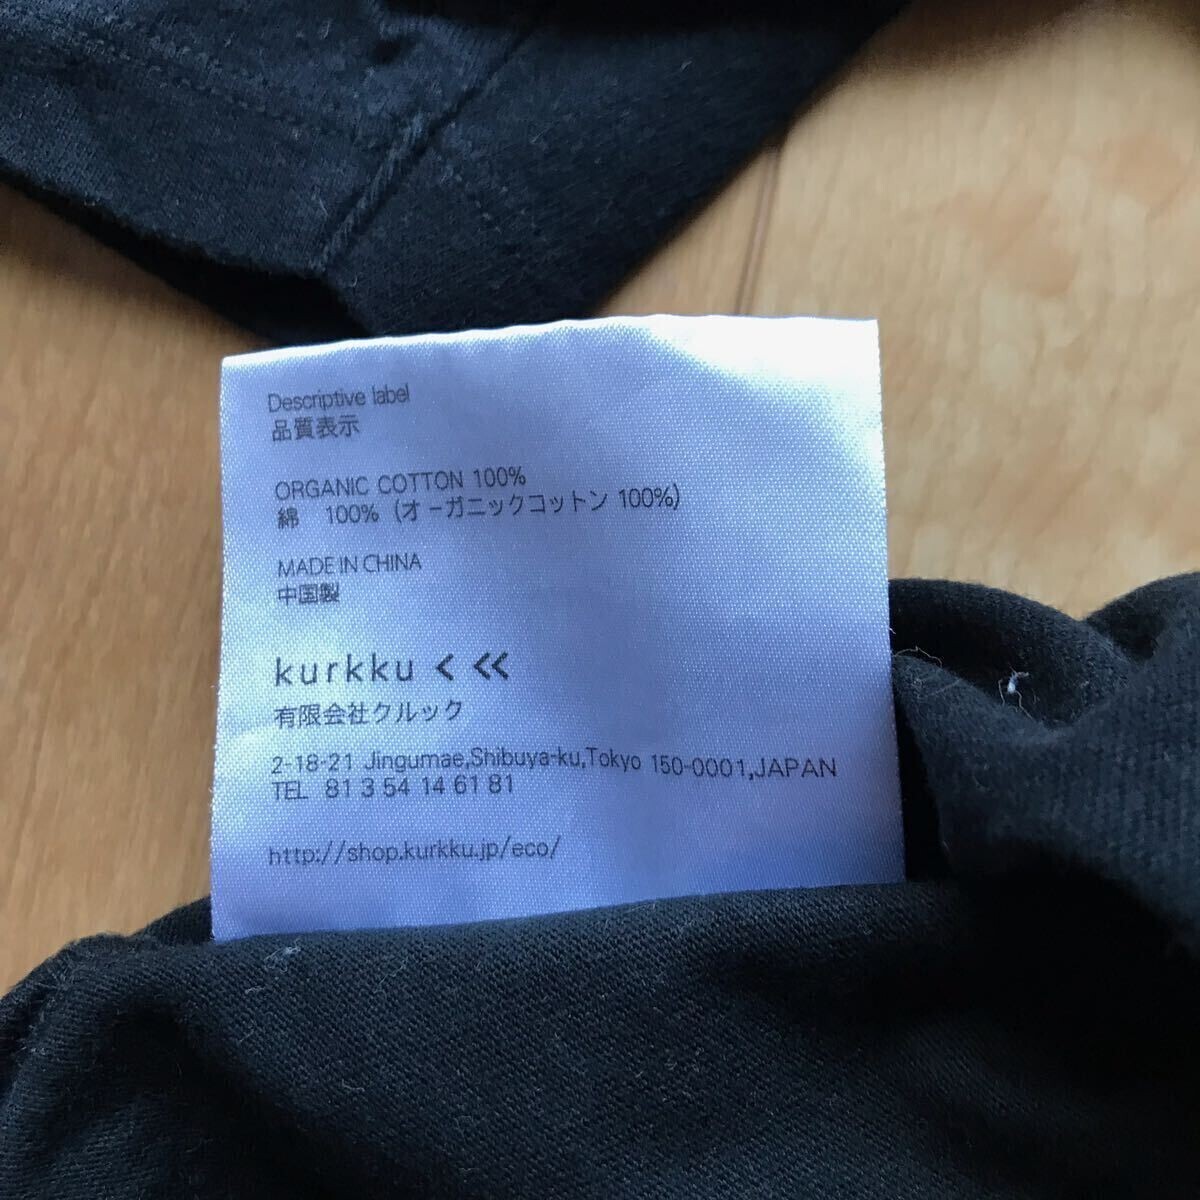 Descriptive label
品質表示
ORGANIC COTTON 100%
綿 100% (オーガニックコットン 100%)
MADE IN CHINA
中国製
kurkku < <<
有限会社クルック
2-18-21 Jingumae,Shibuya-ku,Tokyo 150-0001,JAPAN
TEL 81 3 54 14 61 81
http://shop.kurkku.jp/eco/